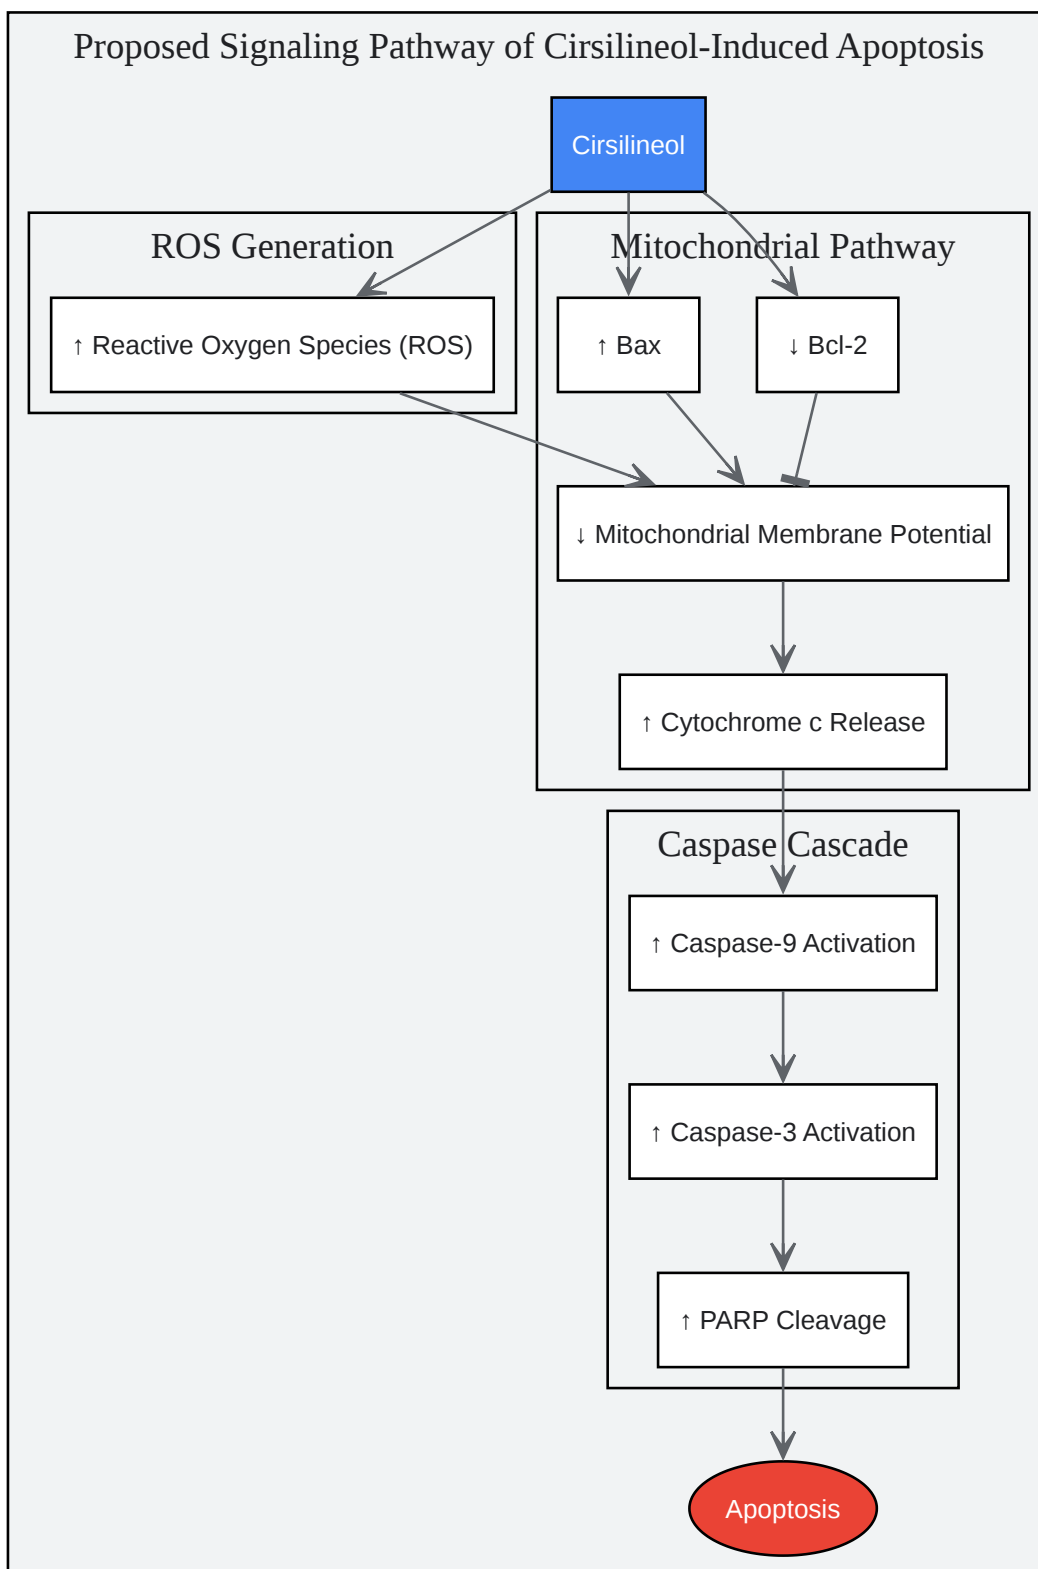 Proposed Signaling Pathway of Cirsilineol-Induced Apoptosis
Cirsilineol
ROS Generation
Mitochondrial Pathway
↑ Reactive Oxygen Species (ROS)
↑ Bax
↓ Bcl-2
↓ Mitochondrial Membrane Potential
↑ Cytochrome c Release
Caspase Cascade
↑ Caspase-9 Activation
↑ Caspase-3 Activation
↑ PARP Cleavage
Apoptosis